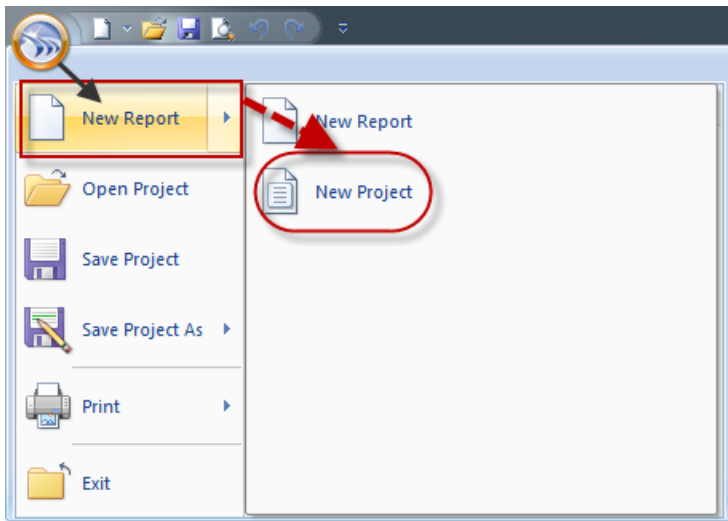 New Report
New Report
Open Project
New Project
Save Project
Save Project As
Print
Exit